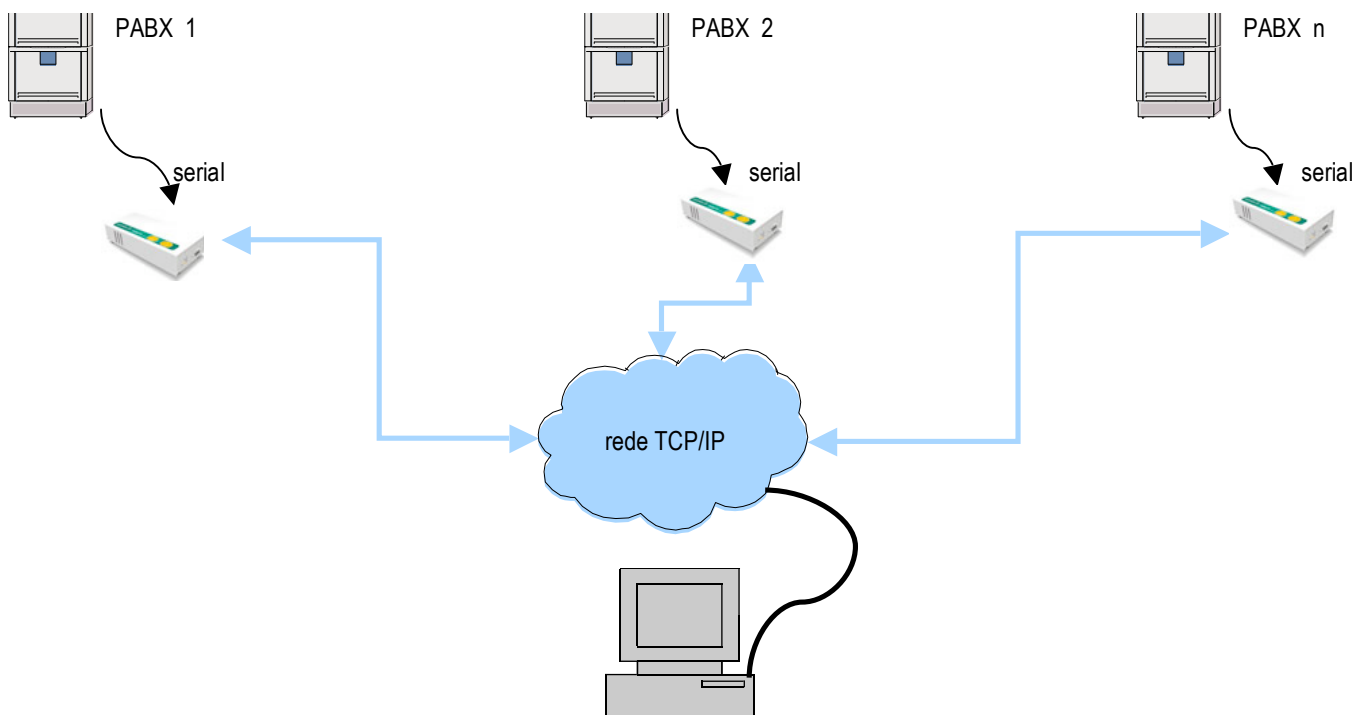 PABX 1
PABX 2
PABX n
serial
serial
serial
rede TCP/IP